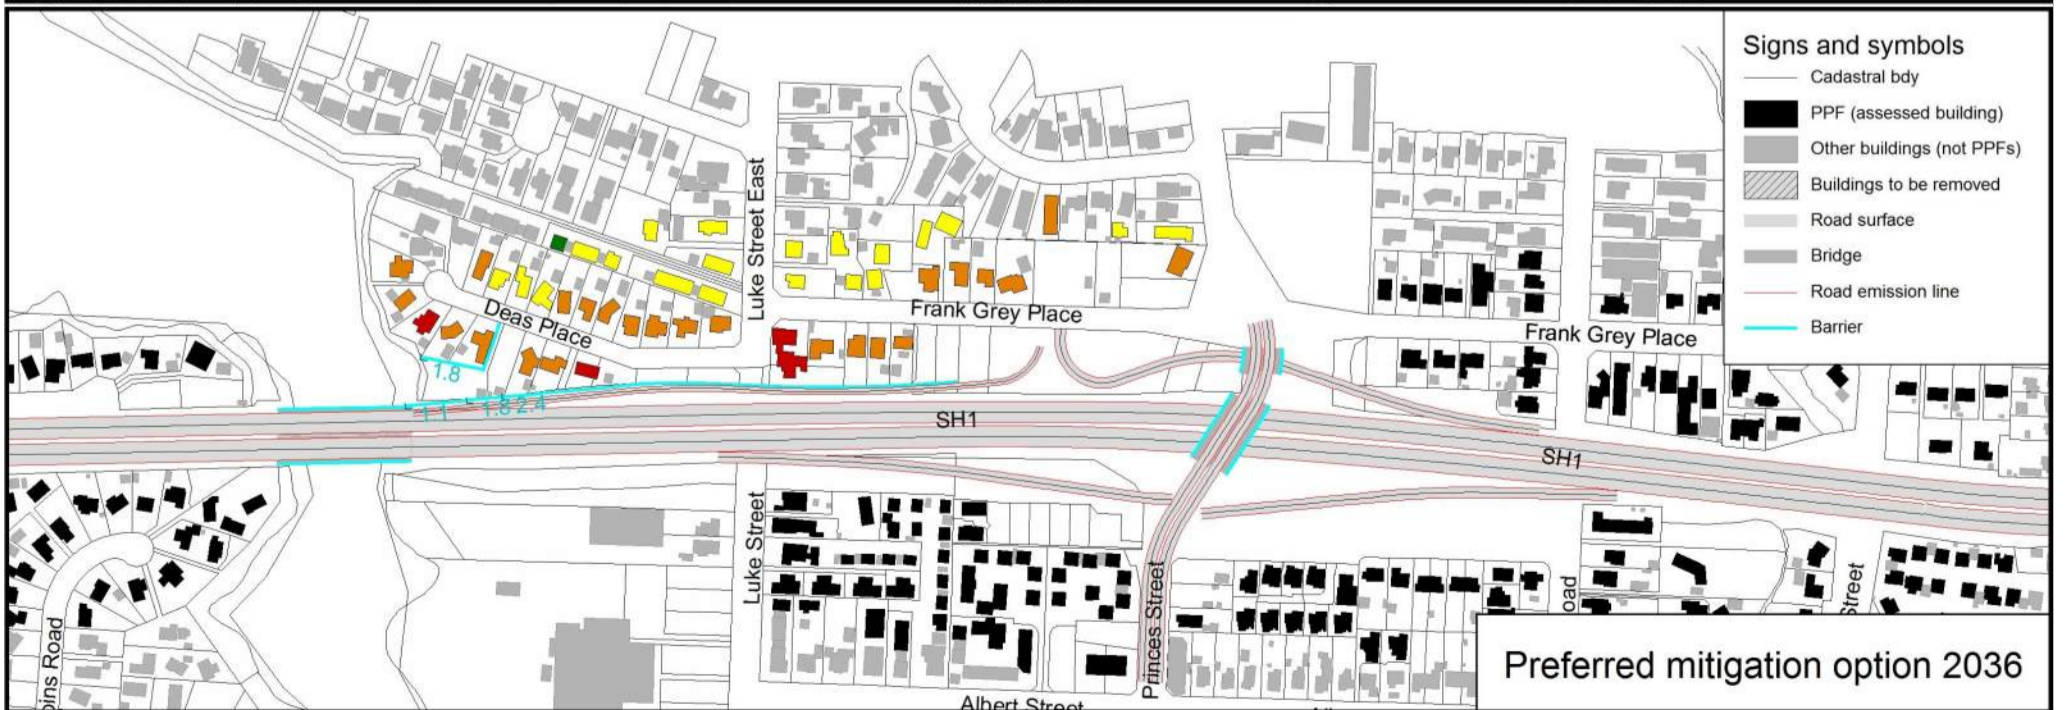 Signs and symbols
Cadastral bdy
PPF (assessed building)
Other buildings (not PPFs)
Buildings to be removed
Road surface
Bridge
Road emission line
Barrier
Luke Street East
Frank Grey Place
Deas Place
Frank Grey Place
1.8
1.1
1.8
2.4
SH1
SH1
Luke Street
Princes Street
oad
Street
bins Road
Albert Street
Preferred mitigation option 2036